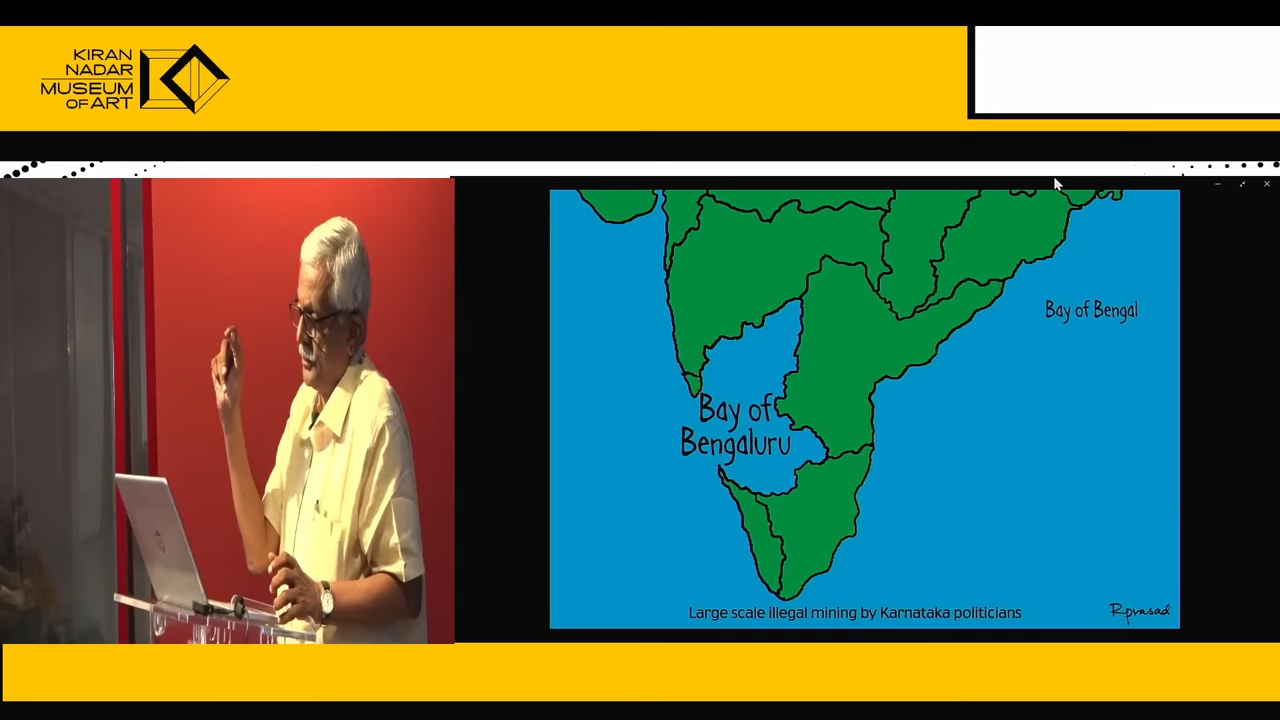 KIRAN
NADAR
MUSEUM
OF ART
Bay of Bengal
Bay of
Bengaluru
Large scale illegal mining by Karnataka politicians
Rprasad